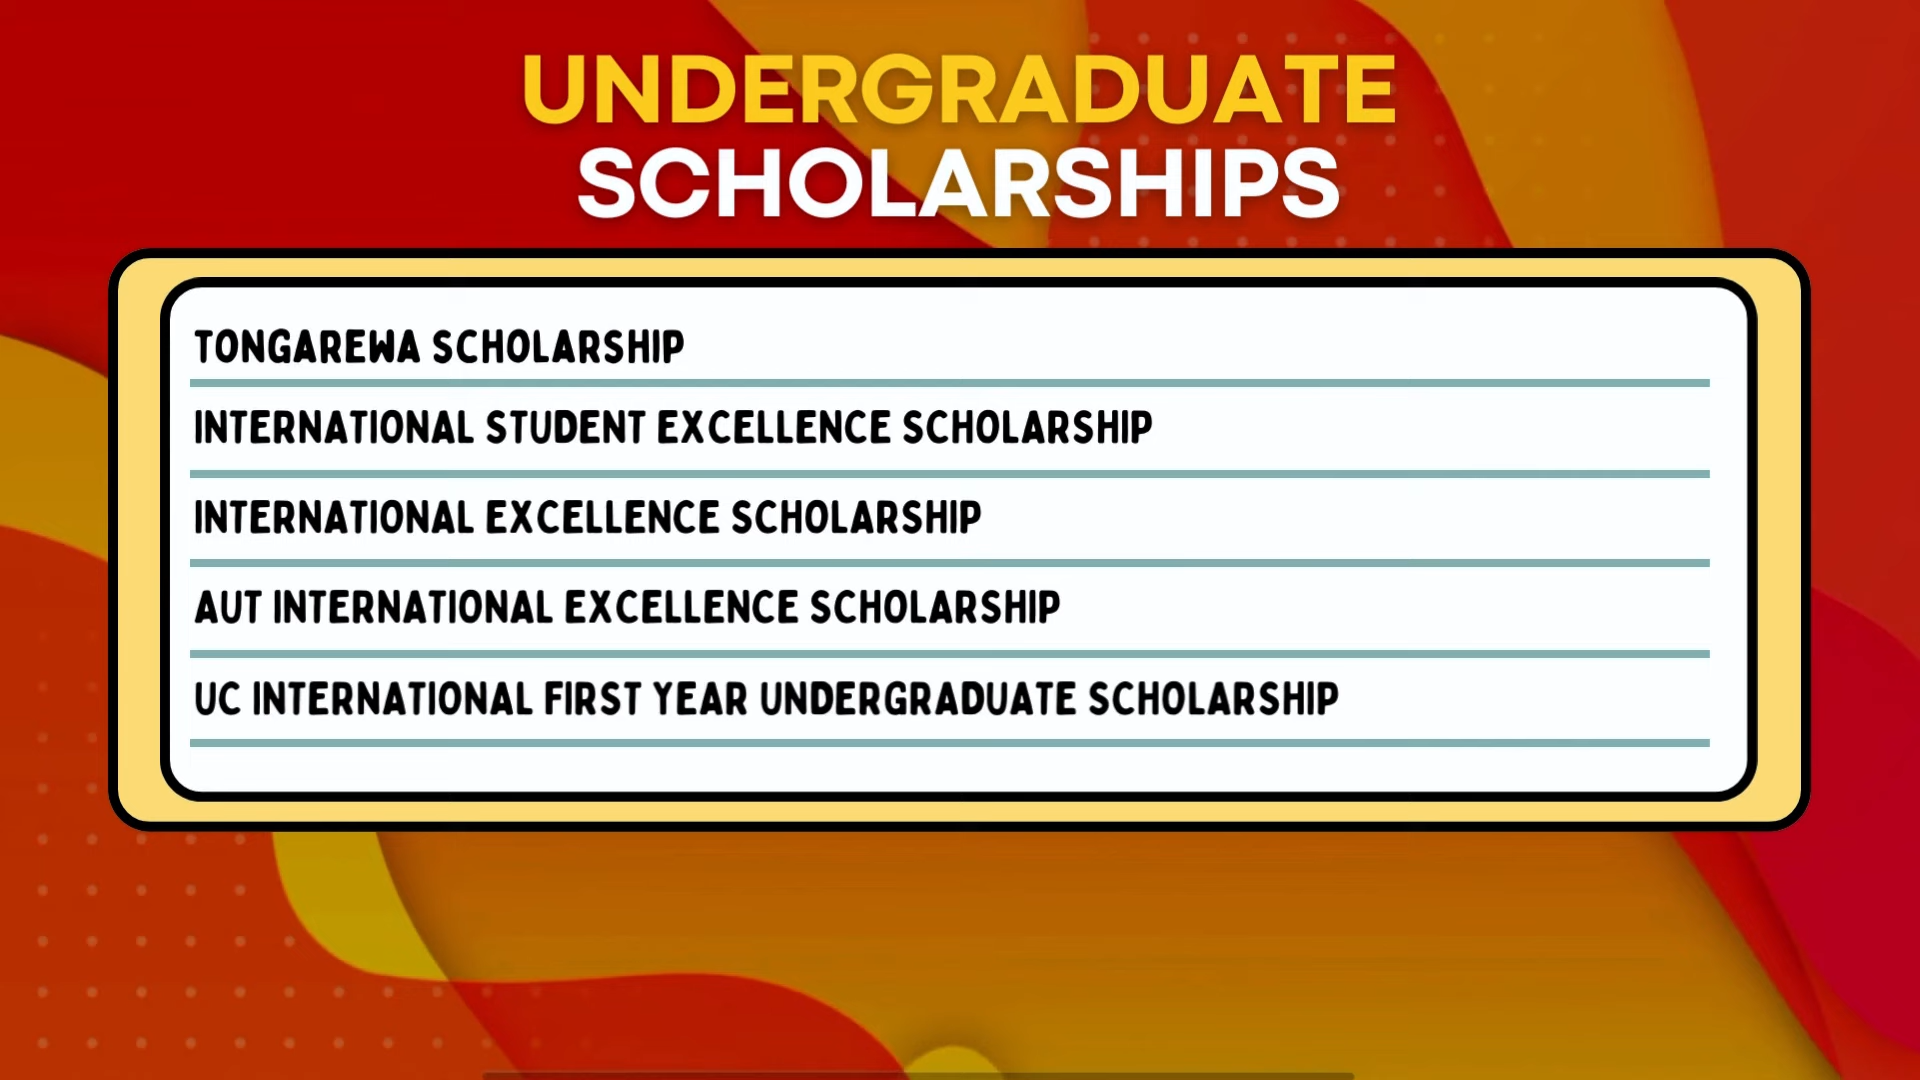 UNDERGRADUATE
SCHOLARSHIPS
TONGAREWA SCHOLARSHIP
INTERNATIONAL STUDENT EXCELLENCE SCHOLARSHIP
INTERNATIONAL EXCELLENCE SCHOLARSHIP
AUT INTERNATIONAL EXCELLENCE SCHOLARSHIP
UC INTERNATIONAL FIRST YEAR UNDERGRADUATE SCHOLARSHIP